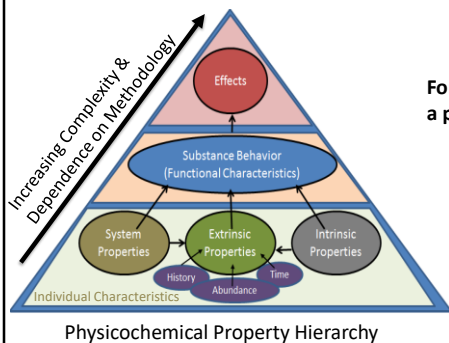 Increasing Complexity &
Dependence on Methodology
Effects
Fo
a p
Substance Behavior
(Functional Characteristics)
System
Properties
Extrinsic
Properties
Intrinsic
Properties
History
Abundance
Time
Individual Characteristics
Physicochemical Property Hierarchy